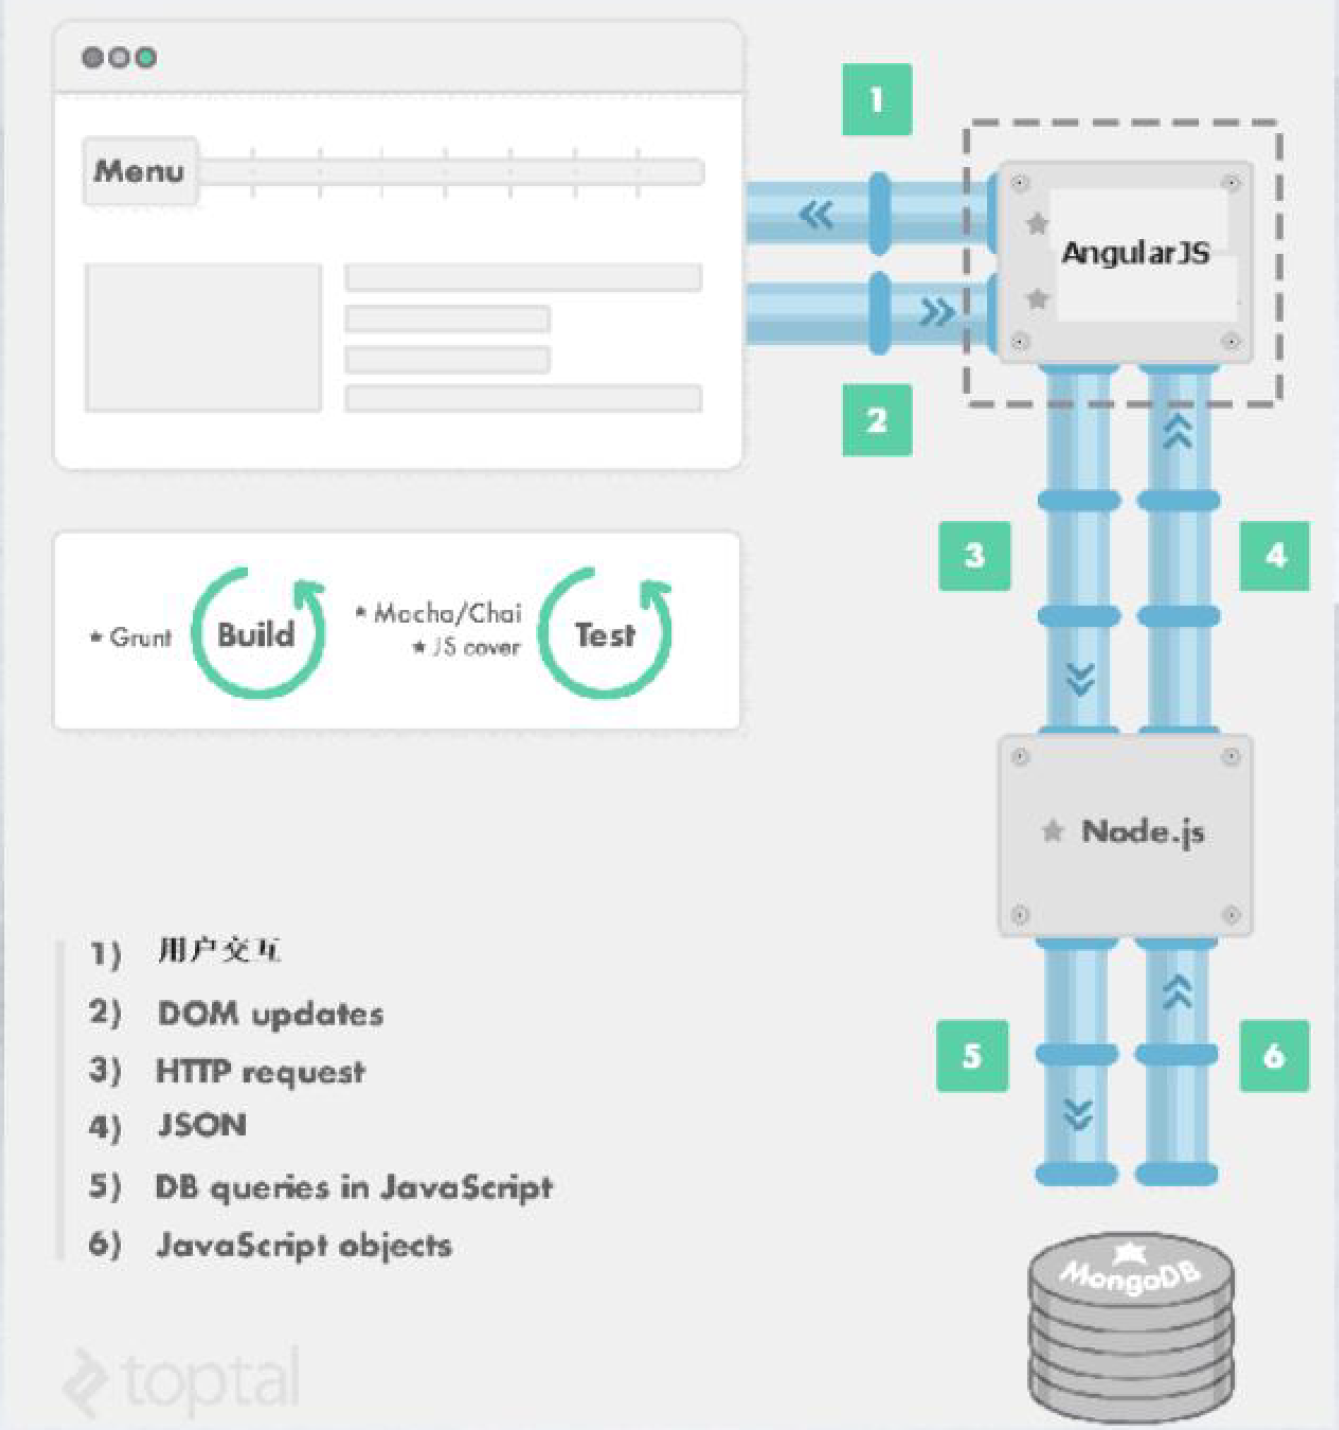 1
Menu
AngularJS
2
3
4
★ Grunt
Build
★ Mocha/Chai
★ JS cover
Test
★ Node.js
1) 用户交互
2) DOM updates
3) HTTP request
4) JSON
5) DB queries in JavaScript
6) JavaScript objects
5
6
MongoDB
toptal